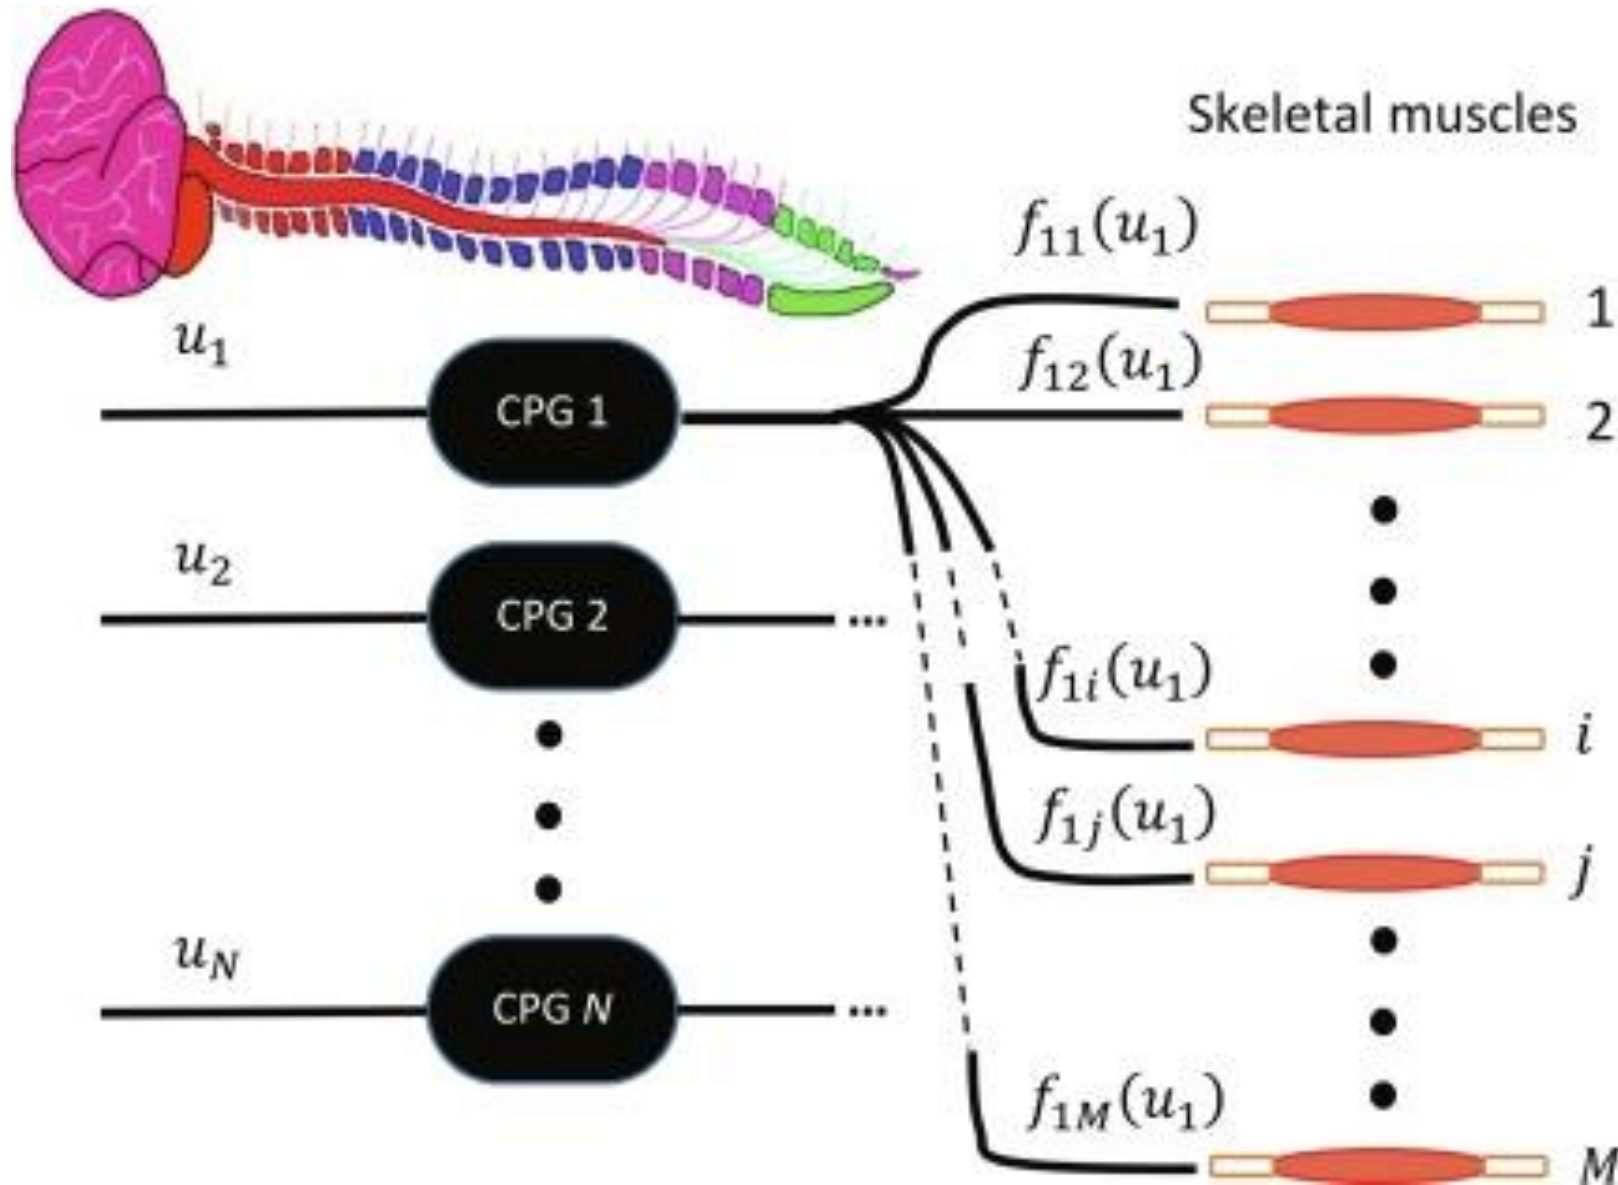 Skeletal muscles
f₁₁(u₁)
u₁
1
f₁₂(u₁)
CPG 1
2
u₂
CPG 2
...
f₁ᵢ(u₁)
i
f₁ⱼ(u₁)
j
u_N
CPG N
...
f₁M(u₁)
M